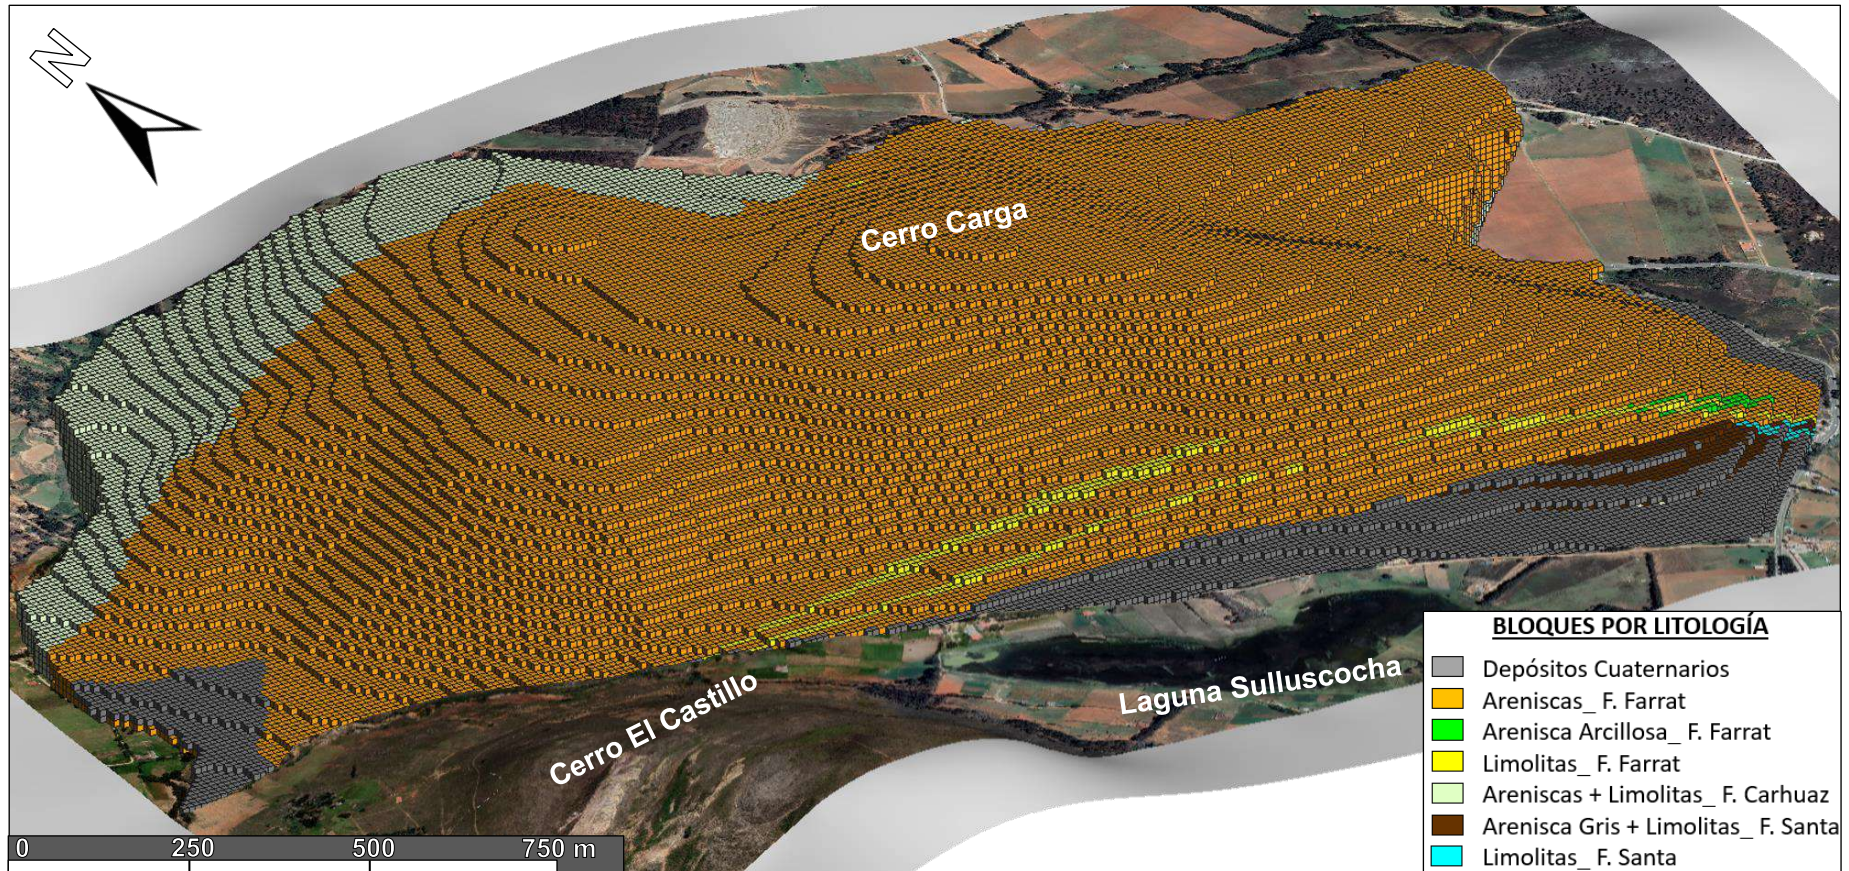 N
Cerro Carga
Cerro El Castillo
Laguna Sulluscocha
BLOQUES POR LITOLOGÍA
Depósitos Cuaternarios
Areniscas_ F. Farrat
Arenisca Arcillosa_ F. Farrat
Limolitas_ F. Farrat
Areniscas + Limolitas_ F. Carhuaz
Arenisca Gris + Limolitas_ F. Santa
Limolitas_ F. Santa
0 250 500 750 m